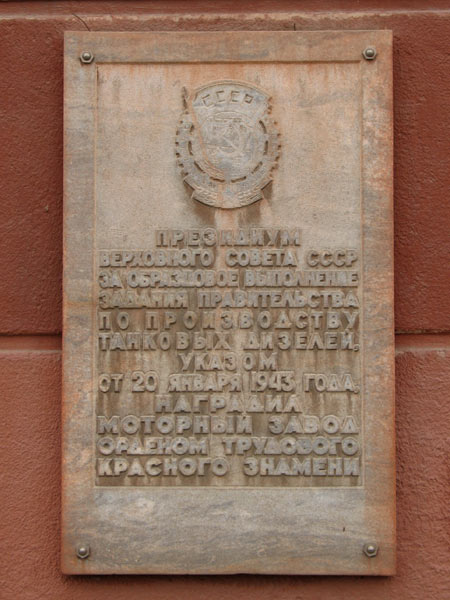 СССР
ПРЕЗИДИУМ
ВЕРХОВНОГО СОВЕТА СССР
ЗА ОБРАЗЦОВОЕ ВЫПОЛНЕНИЕ
ЗАДАНИЯ ПРАВИТЕЛЬСТВА
ПО ПРОИЗВОДСТВУ
ТАНКОВЫХ ДИЗЕЛЕЙ,
УКАЗОМ
ОТ 20 ЯНВАРЯ 1943 ГОДА,
НАГРАДИЛ
МОТОРНЫЙ ЗАВОД
ОРДЕНОМ ТРУДОВОГО
КРАСНОГО ЗНАМЕНИ